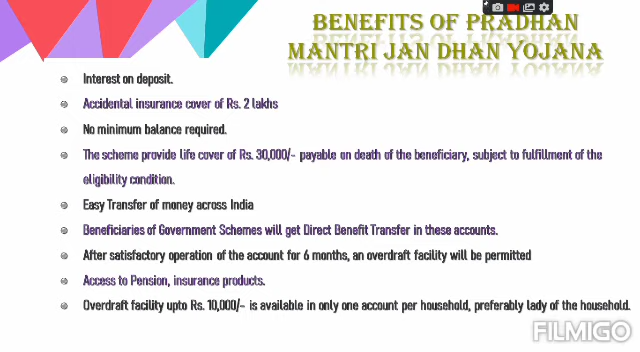 Benefits of Pradhan
Mantri Jan Dhan Yojana
Interest on deposit.
Accidental insurance cover of Rs. 2 lakhs
No minimum balance required.
The scheme provide life cover of Rs. 30,000/- payable on death of the beneficiary, subject to fulfillment of the
eligibility condition.
Easy Transfer of money across India
Beneficiaries of Government Schemes will get Direct Benefit Transfer in these accounts.
After satisfactory operation of the account for 6 months, an overdraft facility will be permitted
Access to Pension, insurance products.
Overdraft facility upto Rs. 10,000/- is available in only one account per household, preferably lady of the household.
FILMIGO